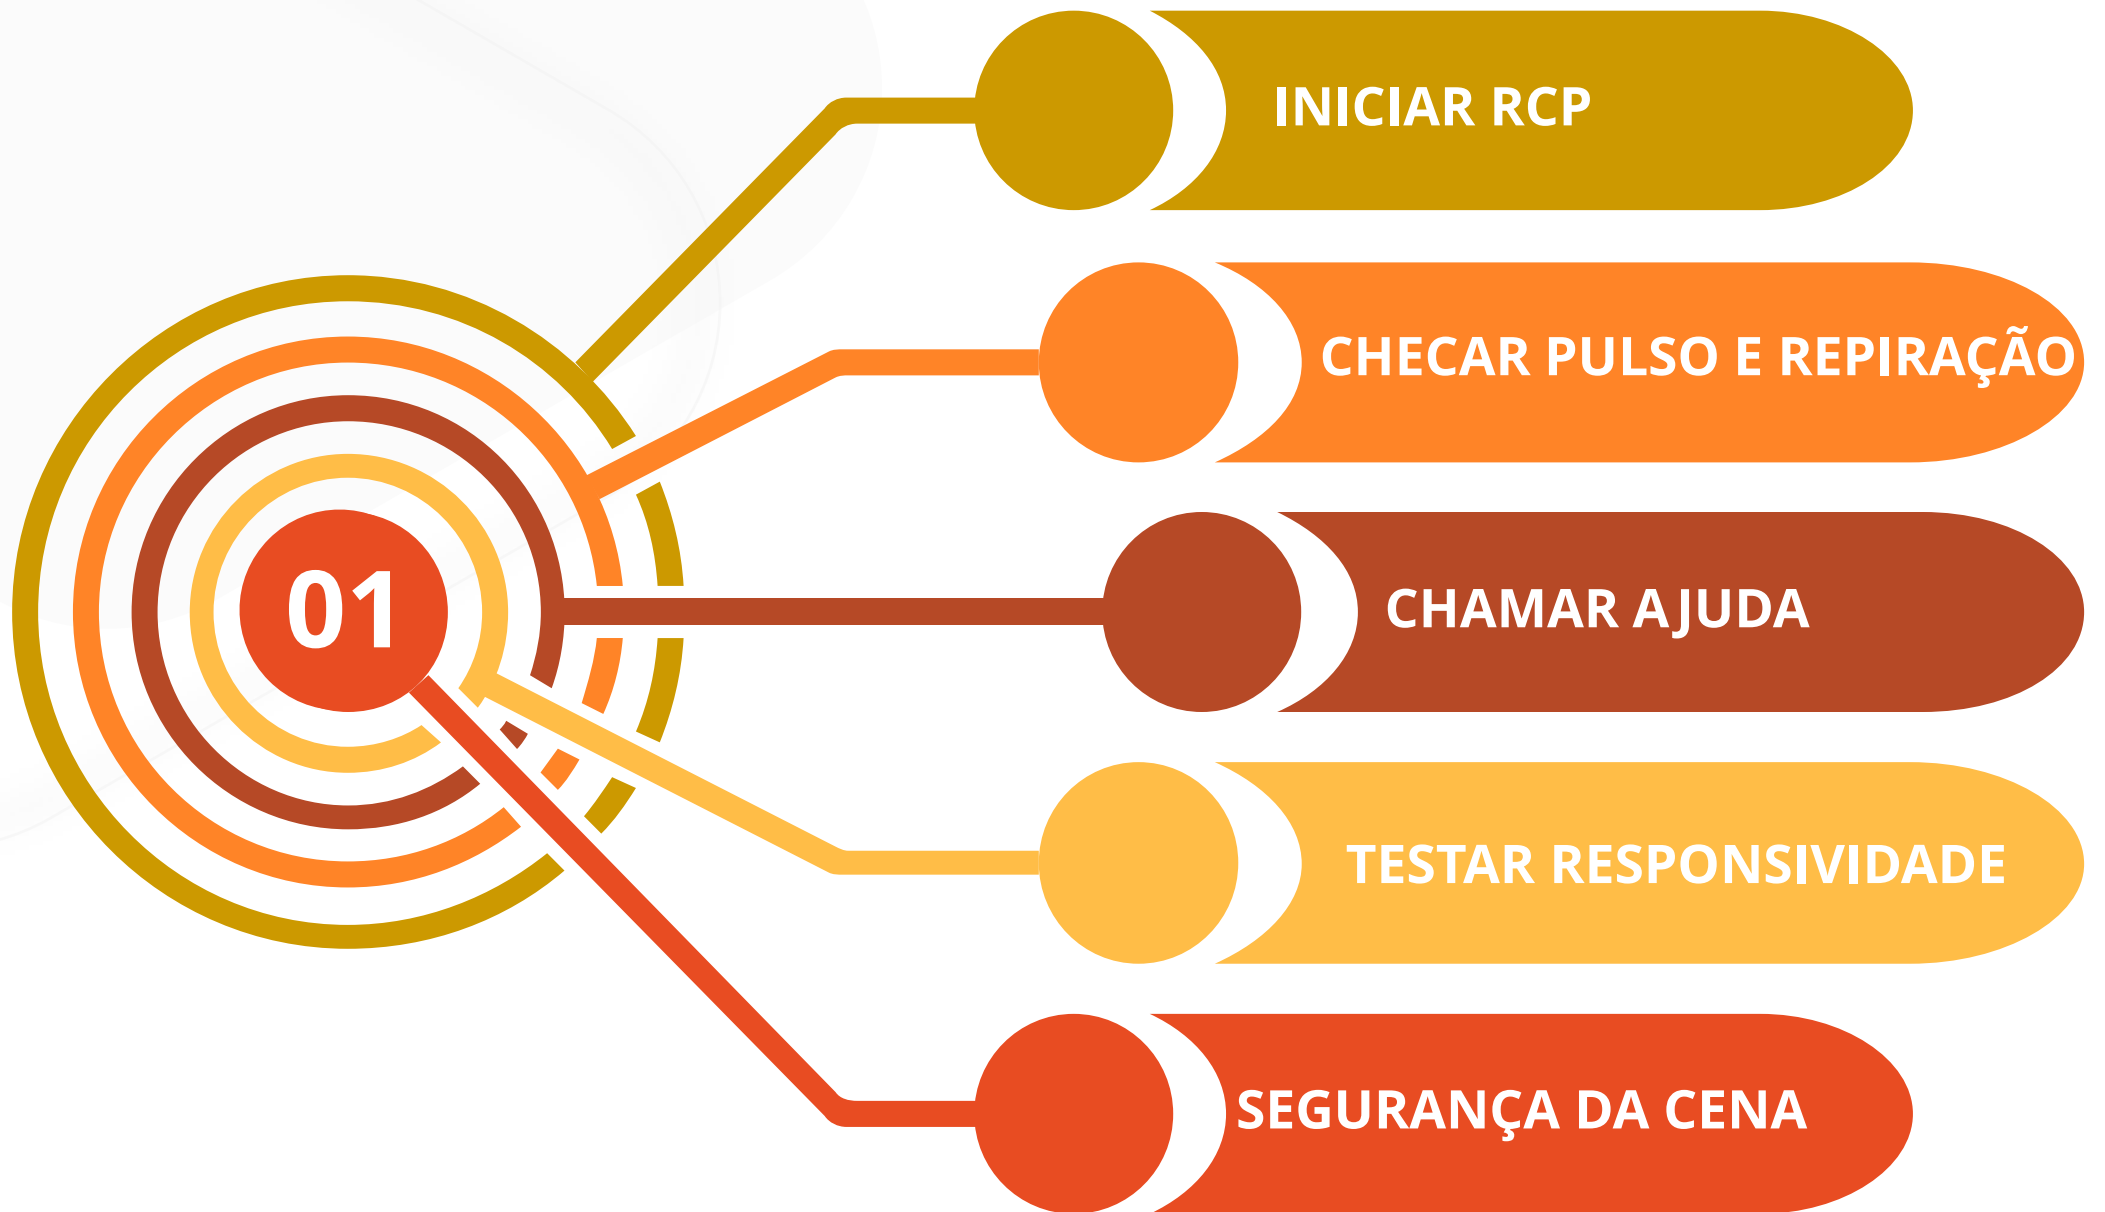 INICIAR RCP
CHECAR PULSO E REPIRAÇÃO
01
CHAMAR AJUDA
TESTAR RESPONSIVIDADE
SEGURANÇA DA CENA